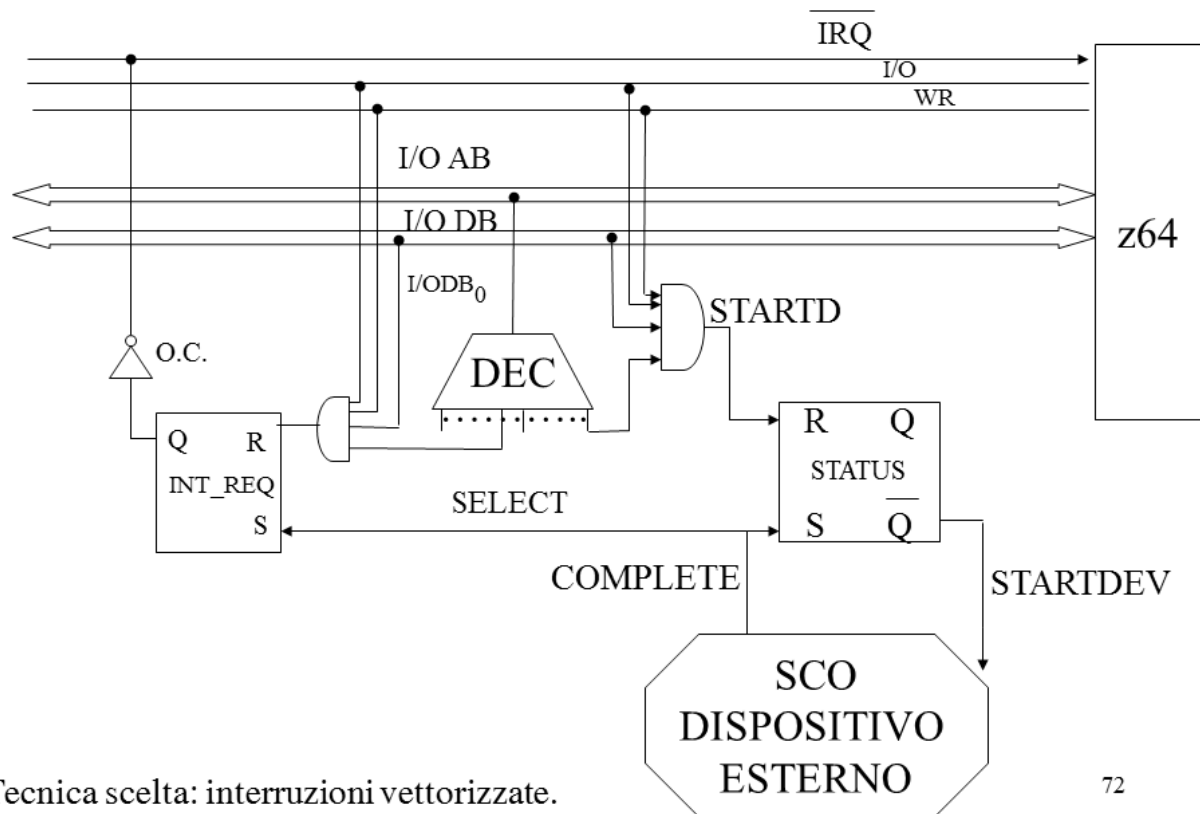 IRQ
I/O
WR
I/O AB
I/O DB
z64
I/ODB0
STARTD
O.C.
DEC
Q R
INT_REQ
S
R Q
STATUS
S Q
SELECT
COMPLETE
STARTDEV
SCO
DISPOSITIVO
ESTERNO
Tecnica scelta: interruzioni vettorizzate.
72